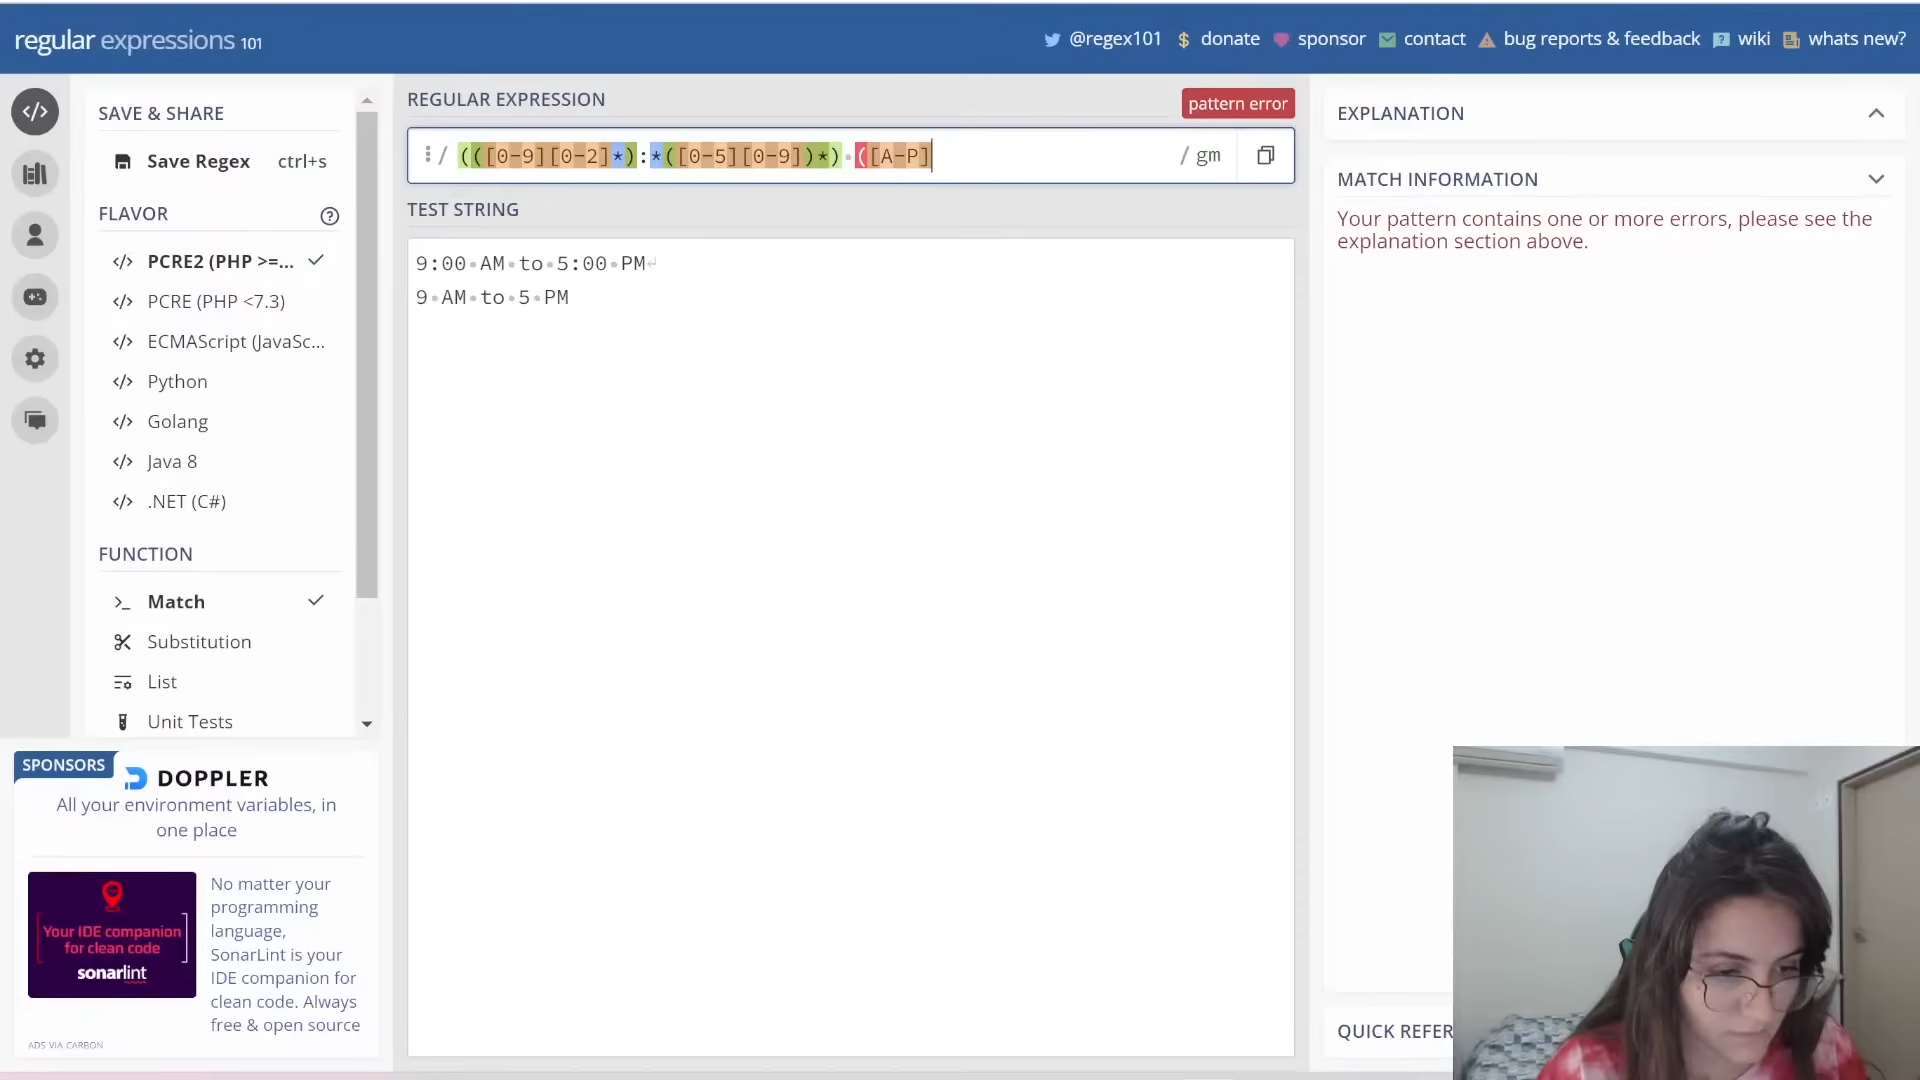 regular expressions 101
@regex101
donate
sponsor
contact
bug reports & feedback
wiki
whats new?
SAVE & SHARE
Save Regex ctrl+s
FLAVOR
PCRE2 (PHP >=...
PCRE (PHP <7.3)
ECMAScript (JavaSc...
Python
Golang
Java 8
.NET (C#)
FUNCTION
Match
Substitution
List
Unit Tests
SPONSORS
DOPPLER
All your environment variables, in
one place
Your IDE companion
for clean code
sonarlint
No matter your
programming
language,
SonarLint is your
IDE companion for
clean code. Always
free & open source
ADS VIA CARBON
REGULAR EXPRESSION
pattern error
/ (([0-9][0-2]*):*([0-5][0-9])*)·([A-P] / gm
TEST STRING
9:00·AM·to·5:00·PM↵
9·AM·to·5·PM
EXPLANATION
MATCH INFORMATION
Your pattern contains one or more errors, please see the
explanation section above.
QUICK REFER